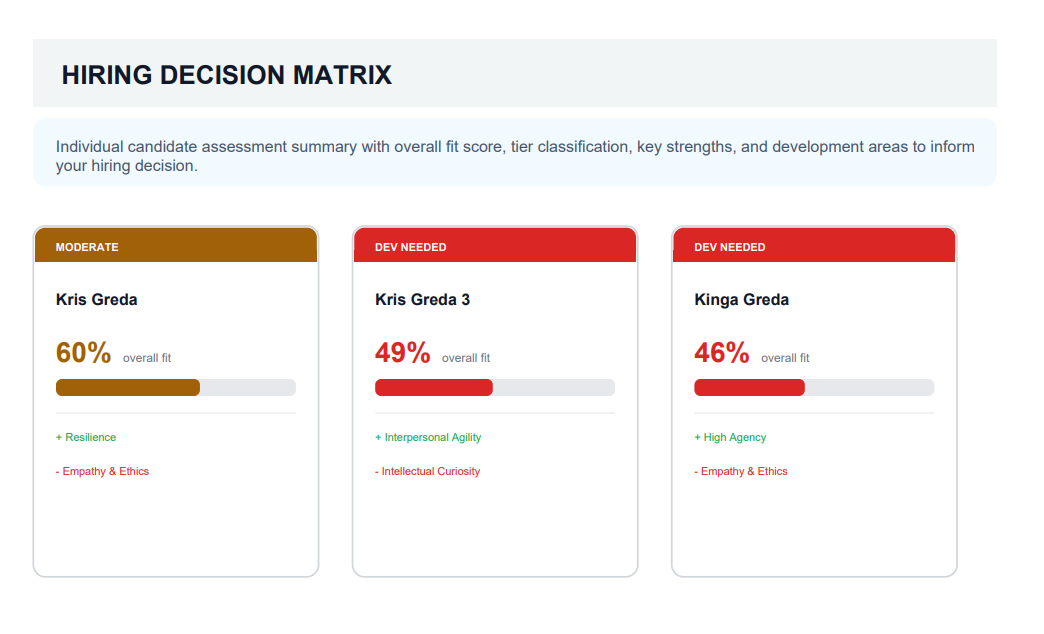 HIRING DECISION MATRIX
Individual candidate assessment summary with overall fit score, tier classification, key strengths, and development areas to inform
your hiring decision.
MODERATE
Kris Greda
60% overall fit
+ Resilience
- Empathy & Ethics
DEV NEEDED
Kris Greda 3
49% overall fit
+ Interpersonal Agility
- Intellectual Curiosity
DEV NEEDED
Kinga Greda
46% overall fit
+ High Agency
- Empathy & Ethics